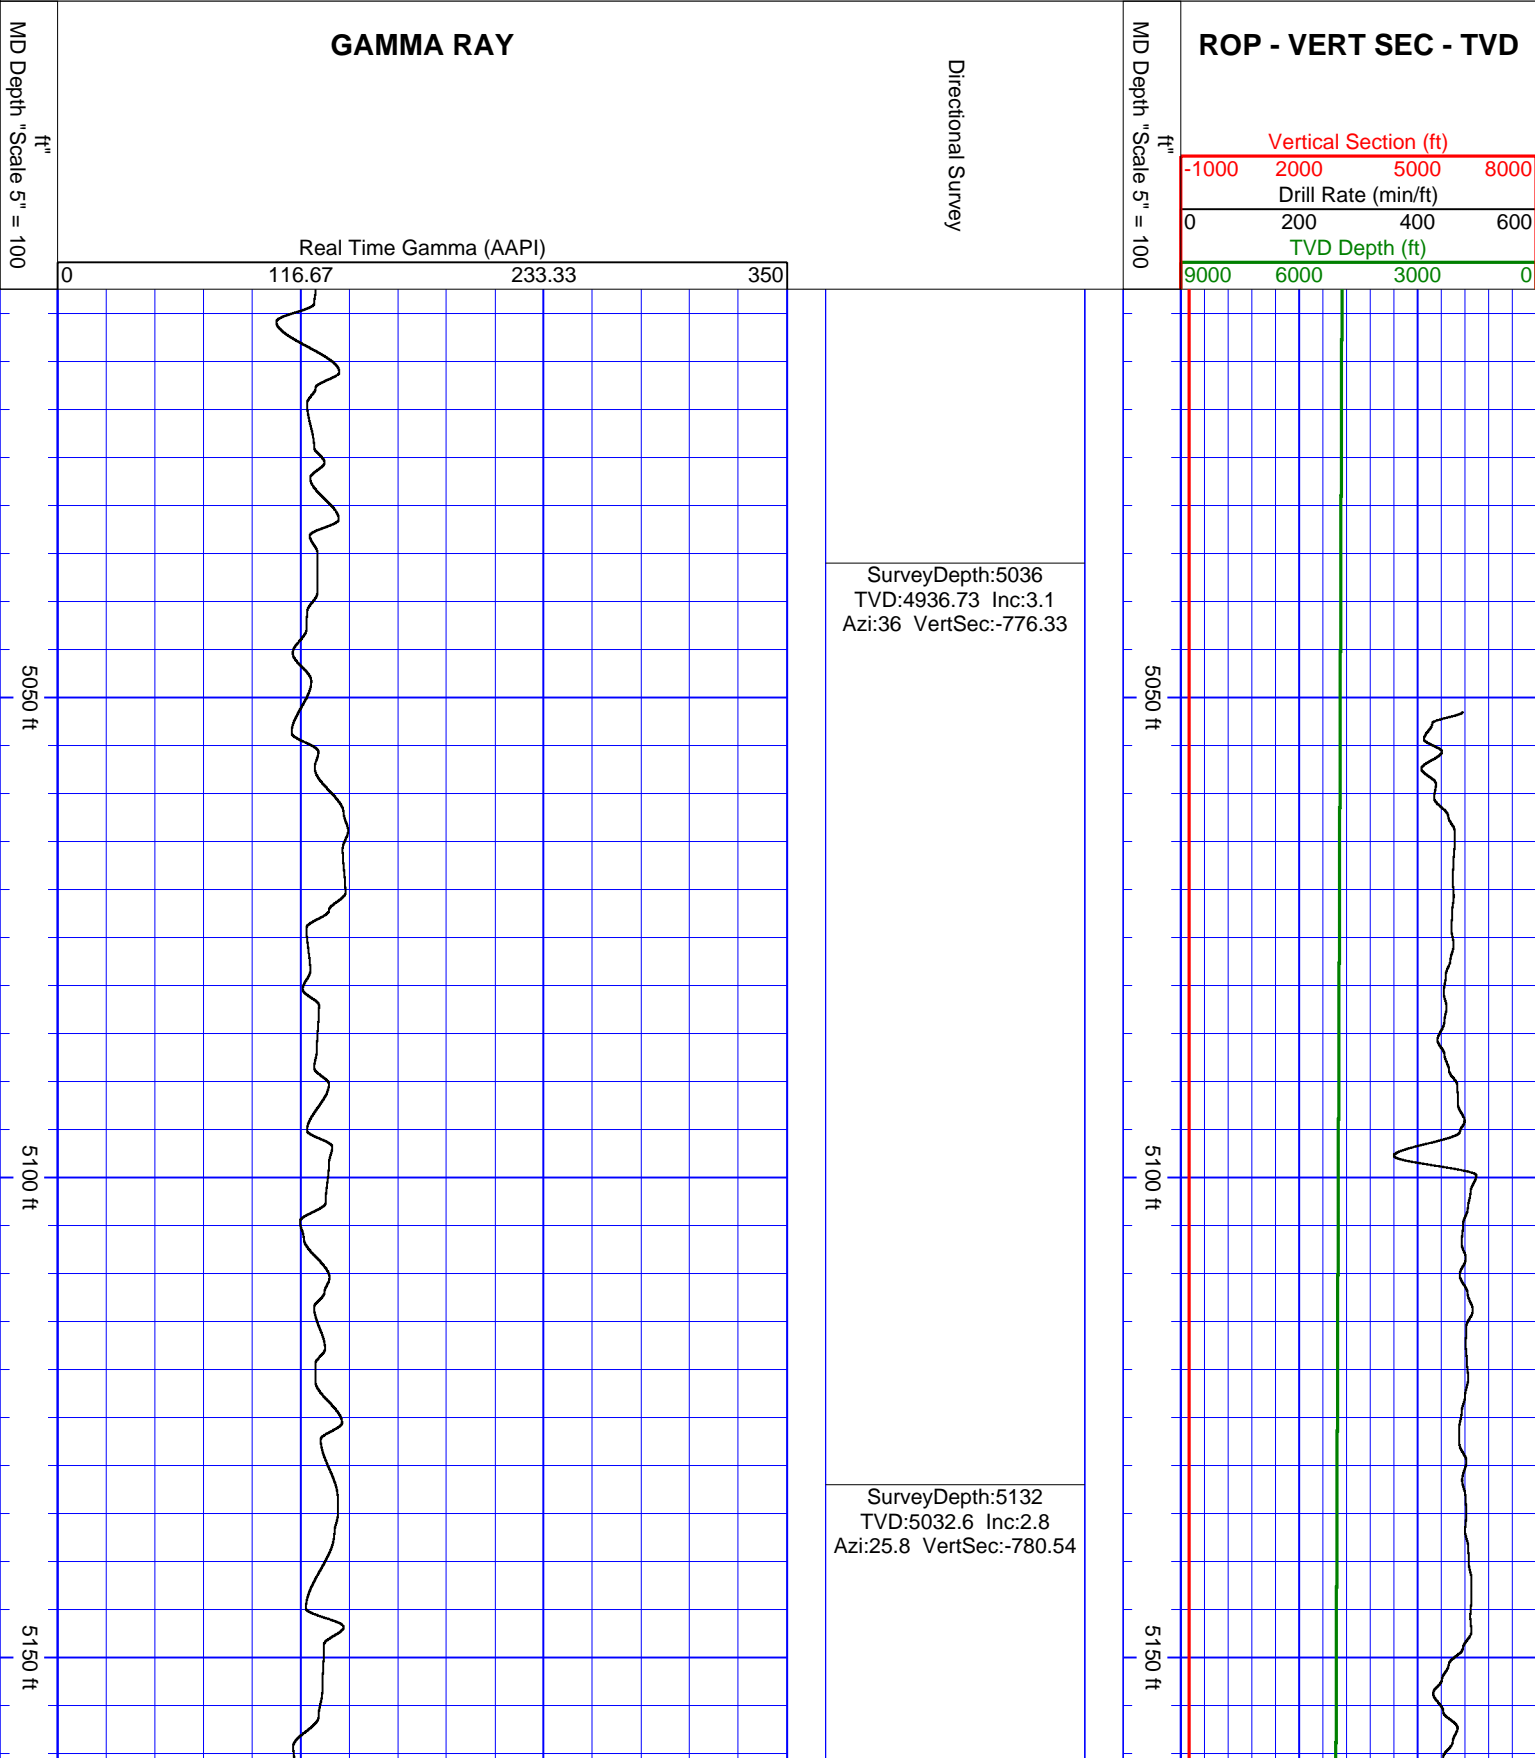 MD Depth "Scale 5" = 100
ft"
GAMMA RAY
Real Time Gamma (AAPI)
0 116.67 233.33 350
Directional Survey
MD Depth "Scale 5" = 100
ft"
ROP - VERT SEC - TVD
Vertical Section (ft)
-1000 2000 5000 8000
Drill Rate (min/ft)
0 200 400 600
TVD Depth (ft)
9000 6000 3000 0
SurveyDepth:5036
TVD:4936.73 Inc:3.1
Azi:36 VertSec:-776.33
5050 ft
5050 ft
5100 ft
5100 ft
SurveyDepth:5132
TVD:5032.6 Inc:2.8
Azi:25.8 VertSec:-780.54
5150 ft
5150 ft